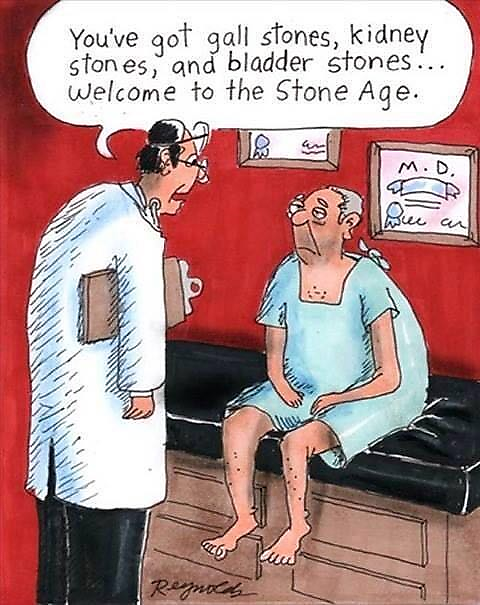 You've got gall stones, kidney
stones, and bladder stones...
Welcome to the Stone Age.
M.D.
Reynolds